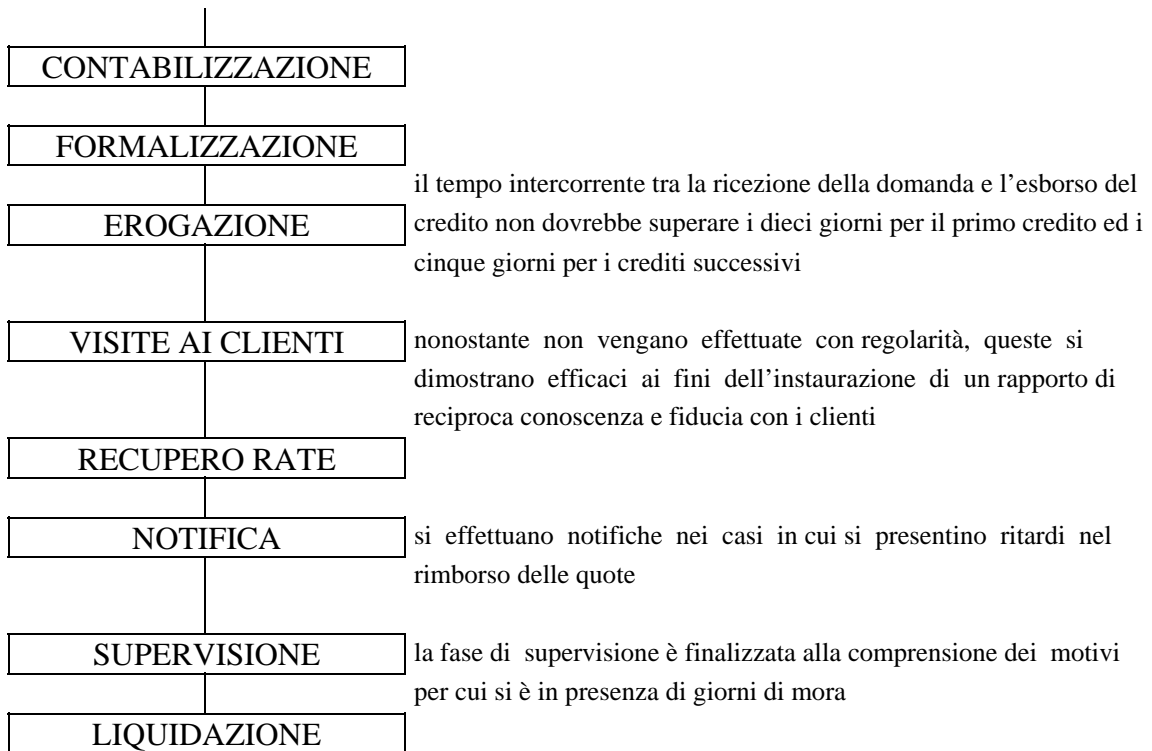 CONTABILIZZAZIONE
FORMALIZZAZIONE
il tempo intercorrente tra la ricezione della domanda e l'esborso del
EROGAZIONE
credito non dovrebbe superare i dieci giorni per il primo credito ed i
cinque giorni per i crediti successivi
VISITE AI CLIENTI
nonostante non vengano effettuate con regolarità, queste si
dimostrano efficaci ai fini dell'instaurazione di un rapporto di
reciproca conoscenza e fiducia con i clienti
RECUPERO RATE
NOTIFICA
si effettuano notifiche nei casi in cui si presentino ritardi nel
rimborso delle quote
SUPERVISIONE
la fase di supervisione è finalizzata alla comprensione dei motivi
per cui si è in presenza di giorni di mora
LIQUIDAZIONE